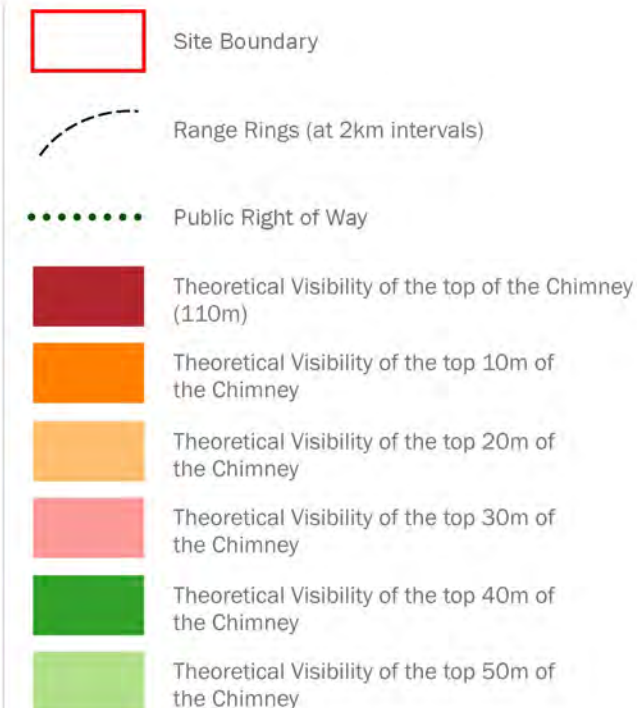 Site Boundary
Range Rings (at 2km intervals)
Public Right of Way
Theoretical Visibility of the top of the Chimney
(110m)
Theoretical Visibility of the top 10m of
the Chimney
Theoretical Visibility of the top 20m of
the Chimney
Theoretical Visibility of the top 30m of
the Chimney
Theoretical Visibility of the top 40m of
the Chimney
Theoretical Visibility of the top 50m of
the Chimney